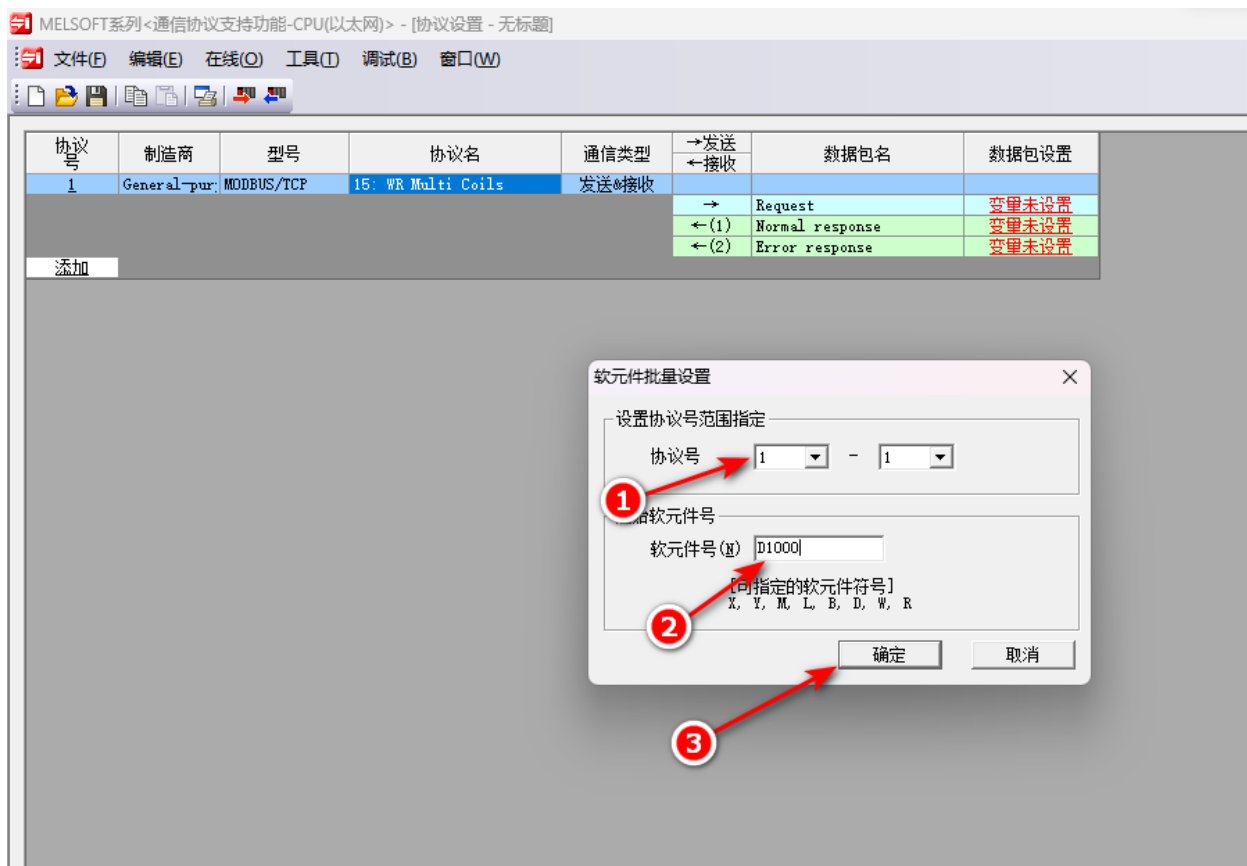 MELSOFT系列<通信协议支持功能-CPU(以太网)> - [协议设置 - 无标题]
文件(F) 编辑(E) 在线(O) 工具(T) 调试(B) 窗口(W)
协议号 制造商 型号 协议名 通信类型 →发送 ←接收 数据包名 数据包设置
1 General-pur: MODBUS/TCP 15: WR Multi Coils 发送&接收
→ Request 变量未设置
←(1) Normal response 变量未设置
←(2) Error response 变量未设置
添加
软元件批量设置
设置协议号范围指定
协议号 1 - 1
1
始软元件号
软元件号(N) D1000
[可指定的软元件符号]
X, Y, M, L, B, D, W, R
2
确定 取消
3